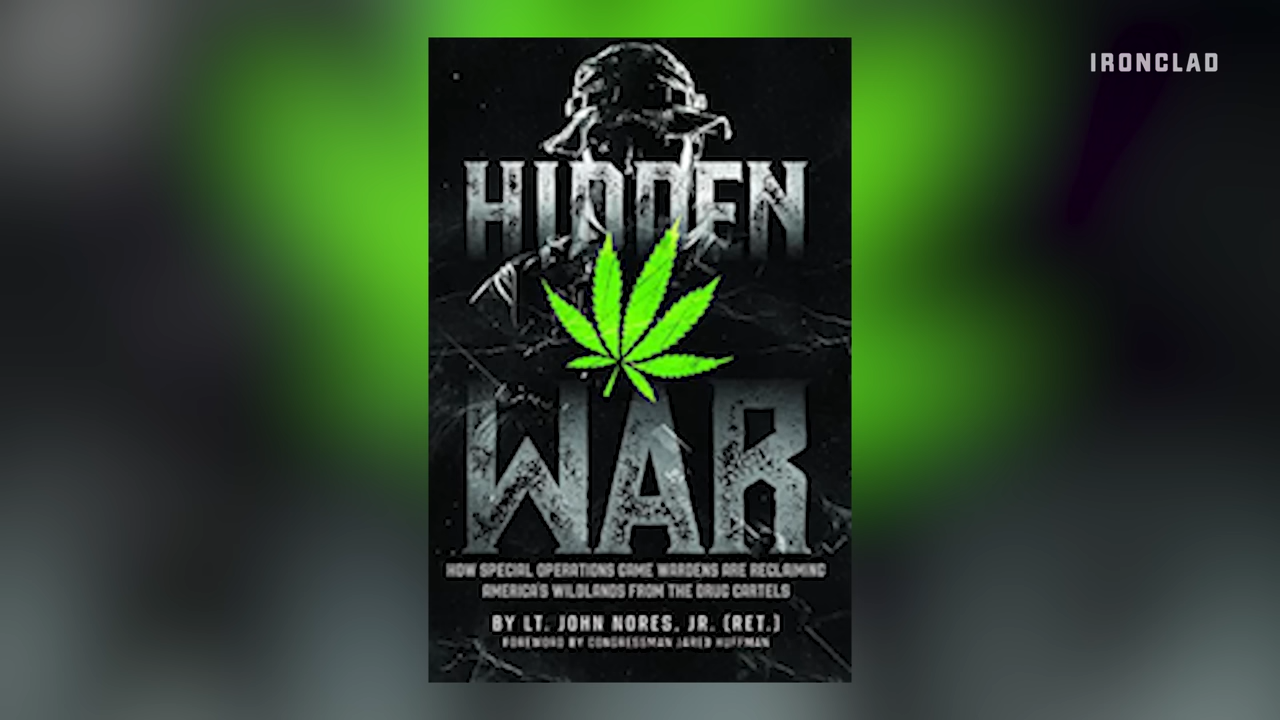 IRONCLAD
HIDDEN
WAR
HOW SPECIAL OPERATIONS GAME WARDENS ARE RECLAIMING
AMERICA'S WILDLANDS FROM THE DRUG CARTELS
BY LT. JOHN NORES, JR. (RET.)
FOREWORD BY CONGRESSMAN JARED HUFFMAN